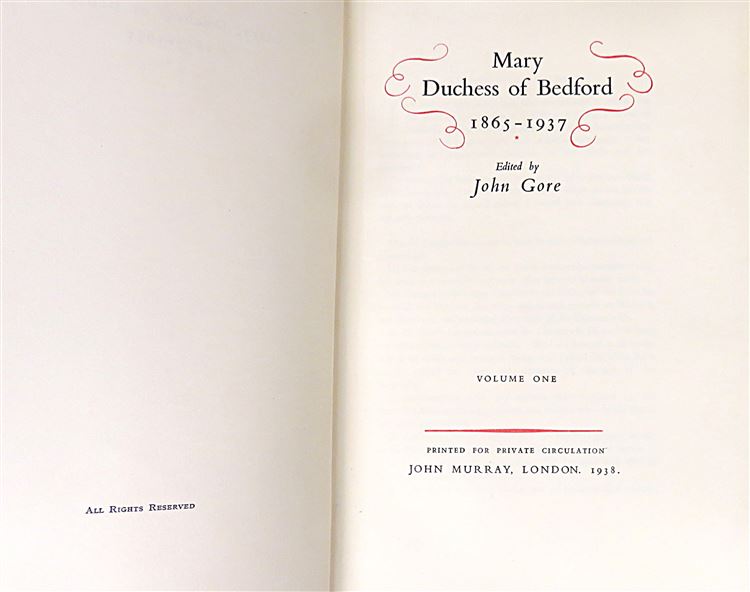 ALL RIGHTS RESERVED
Mary
Duchess of Bedford
1865-1937
Edited by
John Gore
VOLUME ONE
PRINTED FOR PRIVATE CIRCULATION
JOHN MURRAY, LONDON. 1938.